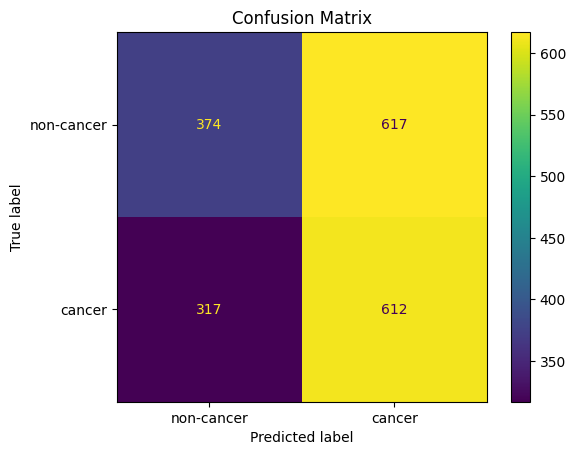 Confusion Matrix
True label
non-cancer
374
617
cancer
317
612
non-cancer
cancer
Predicted label
600
550
500
450
400
350